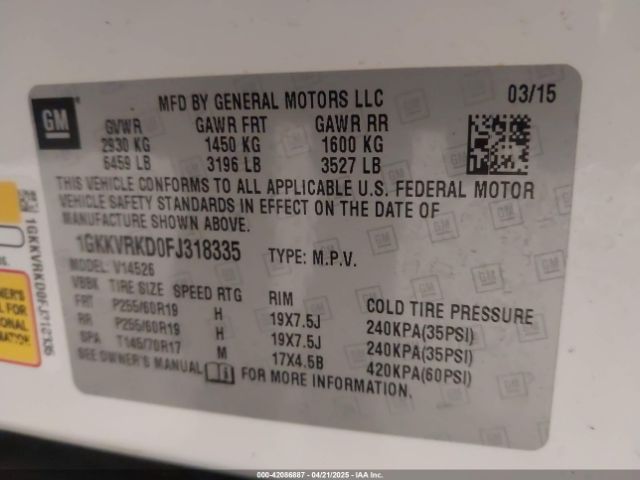 GM
MFD BY GENERAL MOTORS LLC 03/15
GVWR GAWR FRT GAWR RR
2930 KG 1450 KG 1600 KG
6459 LB 3196 LB 3527 LB
THIS VEHICLE CONFORMS TO ALL APPLICABLE U.S. FEDERAL MOTOR
VEHICLE SAFETY STANDARDS IN EFFECT ON THE DATE OF
MANUFACTURE SHOWN ABOVE.
1GKKVRKD0FJ318335 TYPE: M.P.V.
MODEL: V14526
VBBK TIRE SIZE SPEED RTG RIM COLD TIRE PRESSURE
FRT P255/60R19 H 19X7.5J 240KPA(35PSI)
RR P255/60R19 H 19X7.5J 240KPA(35PSI)
SPA T145/70R17 M 17X4.5B 420KPA(60PSI)
SEE OWNER'S MANUAL FOR MORE INFORMATION.
1GKKVRKD0FJ318335
000-42086887 - 04/21/2025 - IAA Inc.